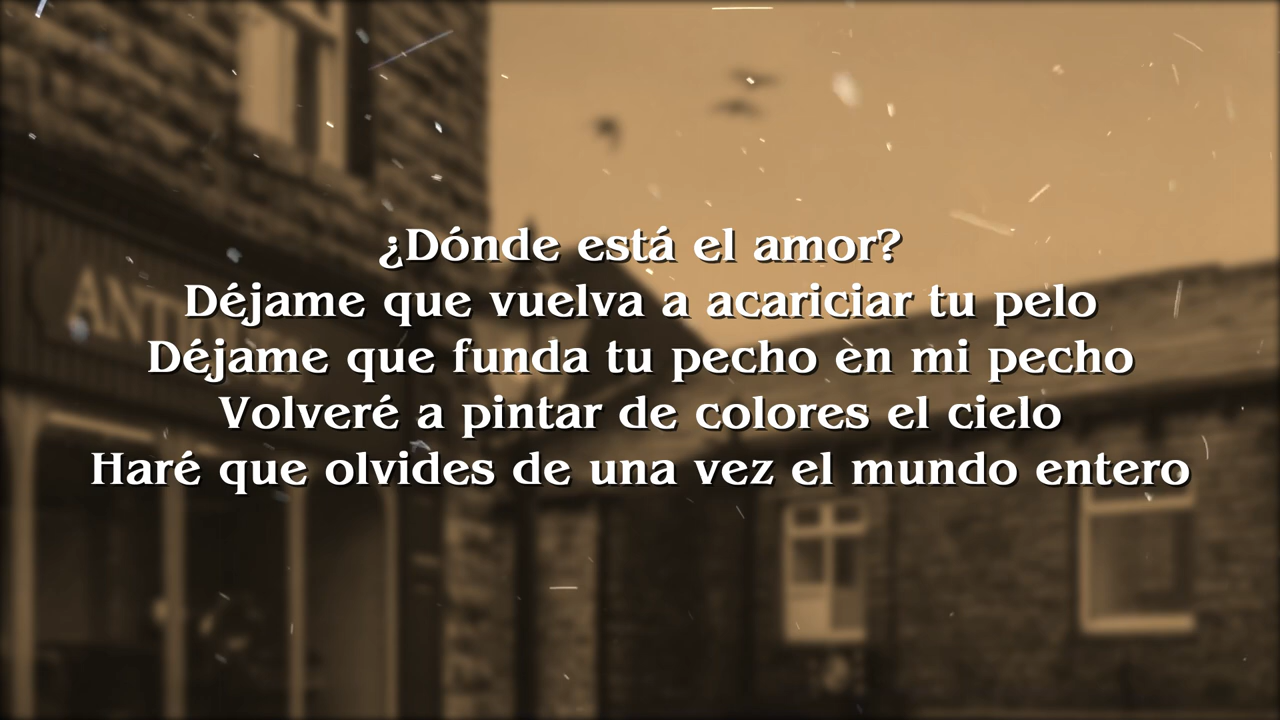 ¿Dónde está el amor?
Déjame que vuelva a acariciar tu pelo
Déjame que funda tu pecho en mi pecho
Volveré a pintar de colores el cielo
Haré que olvides de una vez el mundo entero